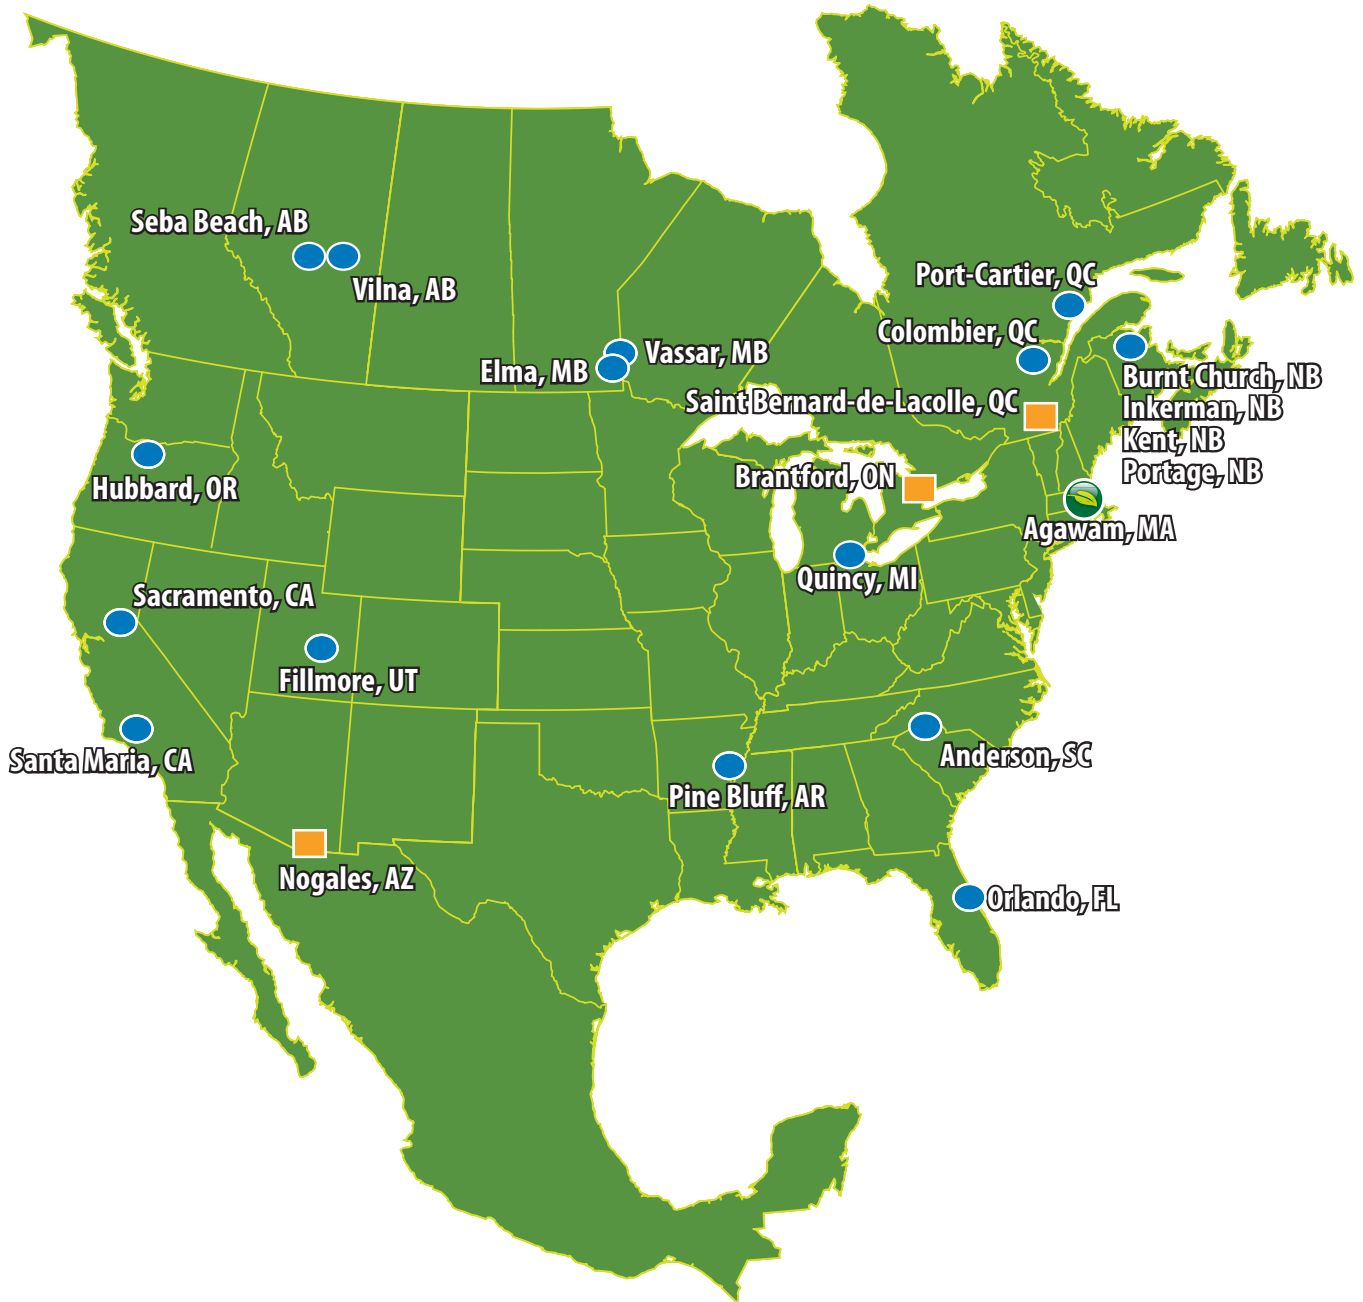 Seba Beach, AB
Vilna, AB
Port-Cartier, QC
Colombier, QC
Vassar, MB
Elma, MB
Burnt Church, NB
Inkerman, NB
Kent, NB
Portage, NB
Saint Bernard-de-Lacolle, QC
Brantford, ON
Hubbard, OR
Agawam, MA
Quincy, MI
Sacramento, CA
Fillmore, UT
Santa Maria, CA
Anderson, SC
Pine Bluff, AR
Nogales, AZ
Orlando, FL